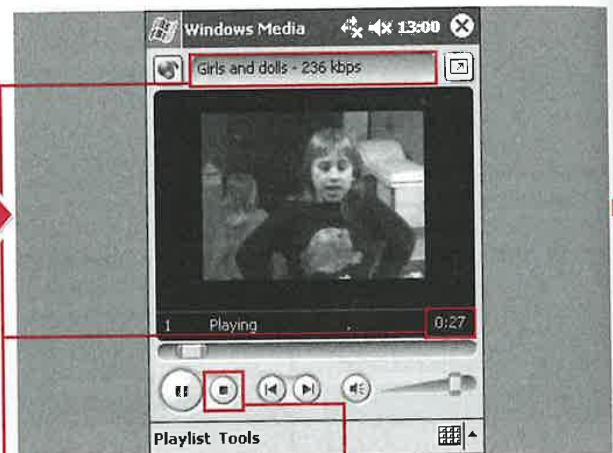 Windows Media 13:00
Girls and dolls - 236 kbps
1 Playing 0:27
Playlist Tools